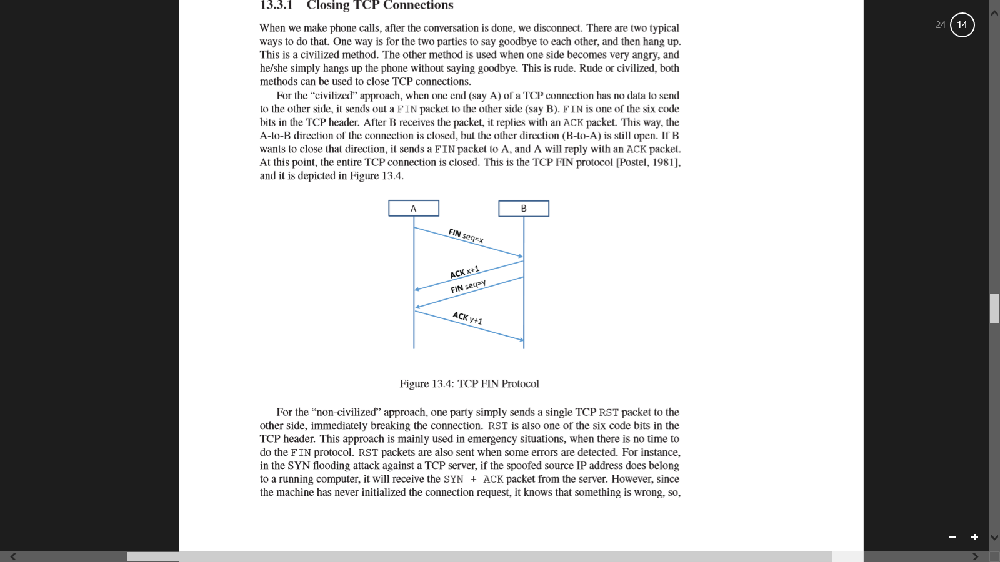 13.3.1 Closing TCP Connections
When we make phone calls, after the conversation is done, we disconnect. There are two typical
ways to do that. One way is for the two parties to say goodbye to each other, and then hang up.
This is a civilized method. The other method is used when one side becomes very angry, and
he/she simply hangs up the phone without saying goodbye. This is rude. Rude or civilized, both
methods can be used to close TCP connections.
For the “civilized” approach, when one end (say A) of a TCP connection has no data to send
to the other side, it sends out a FIN packet to the other side (say B). FIN is one of the six code
bits in the TCP header. After B receives the packet, it replies with an ACK packet. This way, the
A-to-B direction of the connection is closed, but the other direction (B-to-A) is still open. If B
wants to close that direction, it sends a FIN packet to A, and A will reply with an ACK packet.
At this point, the entire TCP connection is closed. This is the TCP FIN protocol [Postel, 1981],
and it is depicted in Figure 13.4.
A
B
FIN seq=x
ACK x+1
FIN seq=y
ACK y+1
Figure 13.4: TCP FIN Protocol
For the “non-civilized” approach, one party simply sends a single TCP RST packet to the
other side, immediately breaking the connection. RST is also one of the six code bits in the
TCP header. This approach is mainly used in emergency situations, when there is no time to
do the FIN protocol. RST packets are also sent when some errors are detected. For instance,
in the SYN flooding attack against a TCP server, if the spoofed source IP address does belong
to a running computer, it will receive the SYN + ACK packet from the server. However, since
the machine has never initialized the connection request, it knows that something is wrong, so,
24 14